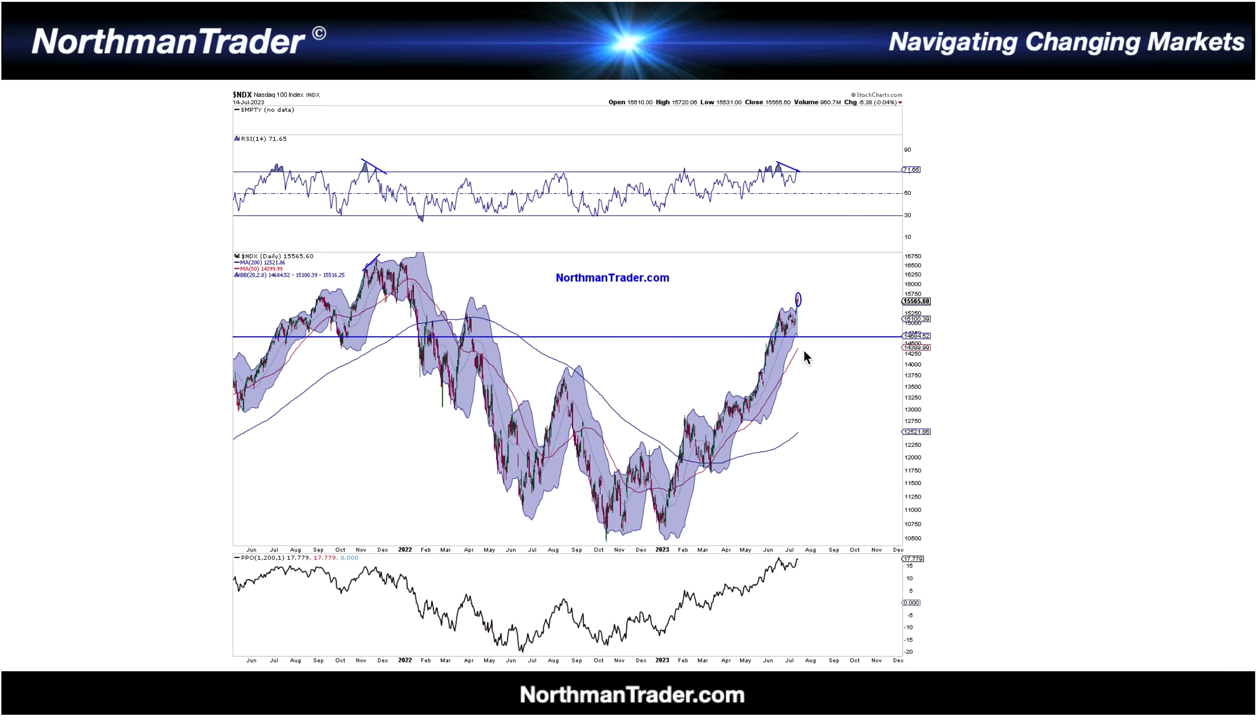 NorthmanTrader ©
Navigating Changing Markets
$NDX Nasdaq 100 Index INDX
© StockCharts.com
14-Jul-2023
Open 15610.00 High 15720.06 Low 15531.00 Close 15565.60 Volume 960.7M Chg -6.38 (-0.04%)
EMPTY (no data)
RSI(14) 71.65
90
71.65
50
30
10
$NDX (Daily) 15565.60
MA(200) 12521.86
MA(50) 14399.99
BB(20,2.0) 14684.52 - 15100.39 - 15516.25
NorthmanTrader.com
16750
16500
16250
16000
15750
15565.60
15250
15100.39
15000
14684.52
14500
14399.99
14250
14000
13750
13500
13250
13000
12750
12521.86
12250
12000
11750
11500
11250
11000
10750
10500
Jun Jul Aug Sep Oct Nov Dec 2022 Feb Mar Apr May Jun Jul Aug Sep Oct Nov Dec 2023 Feb Mar Apr May Jun Jul Aug Sep Oct Nov Dec
PPO(1,200,1) 17.779, 17.779, 0.000
17.779
15
10
5
0.000
-5
-10
-15
-20
Jun Jul Aug Sep Oct Nov Dec 2022 Feb Mar Apr May Jun Jul Aug Sep Oct Nov Dec 2023 Feb Mar Apr May Jun Jul Aug Sep Oct Nov Dec
NorthmanTrader.com